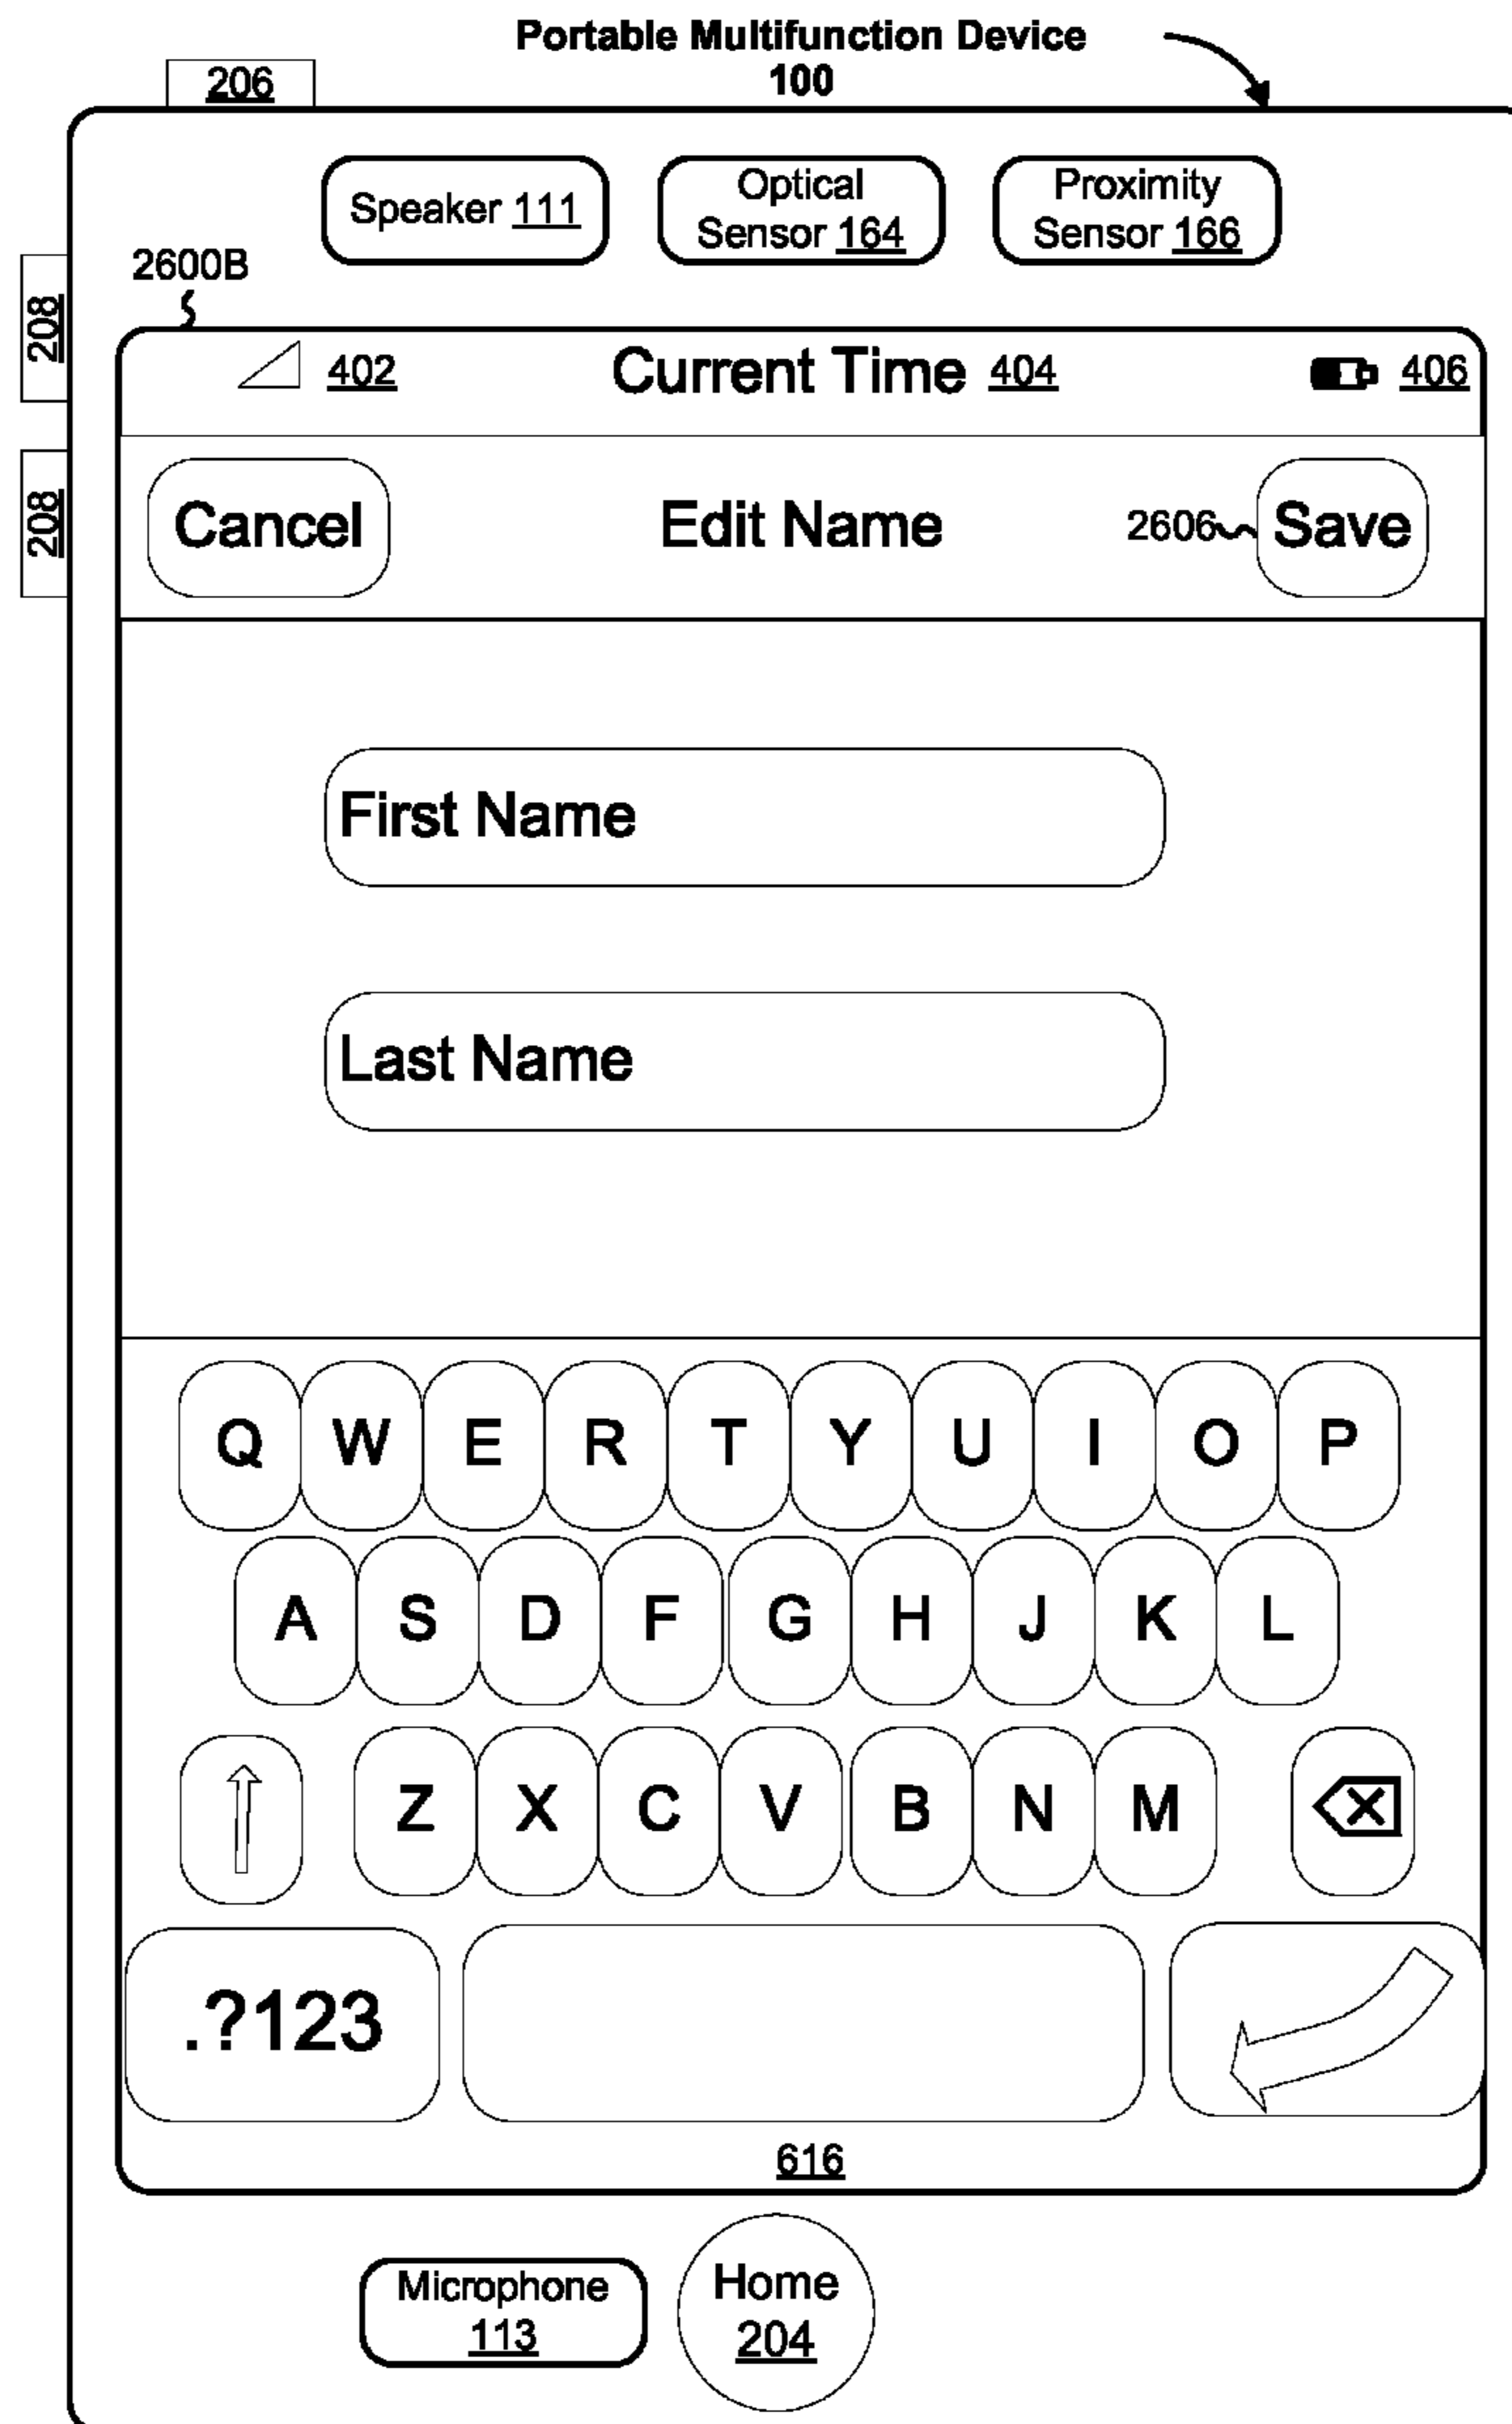 Portable Multifunction Device
100
206
Speaker 111
Optical
Sensor 164
Proximity
Sensor 166
2600B
208
402
Current Time 404
406
208
Cancel
Edit Name
2606
Save
First Name
Last Name
Q W E R T Y U I O P
A S D F G H J K L
Z X C V B N M
.?123
616
Microphone
113
Home
204